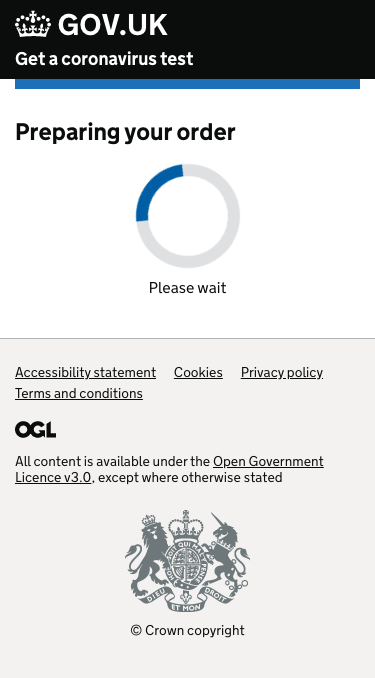 GOV.UK
Get a coronavirus test
Preparing your order
Please wait
Accessibility statement Cookies Privacy policy
Terms and conditions
OGL
All content is available under the Open Government
Licence v3.0, except where otherwise stated
DIEU ET MON DROIT
© Crown copyright